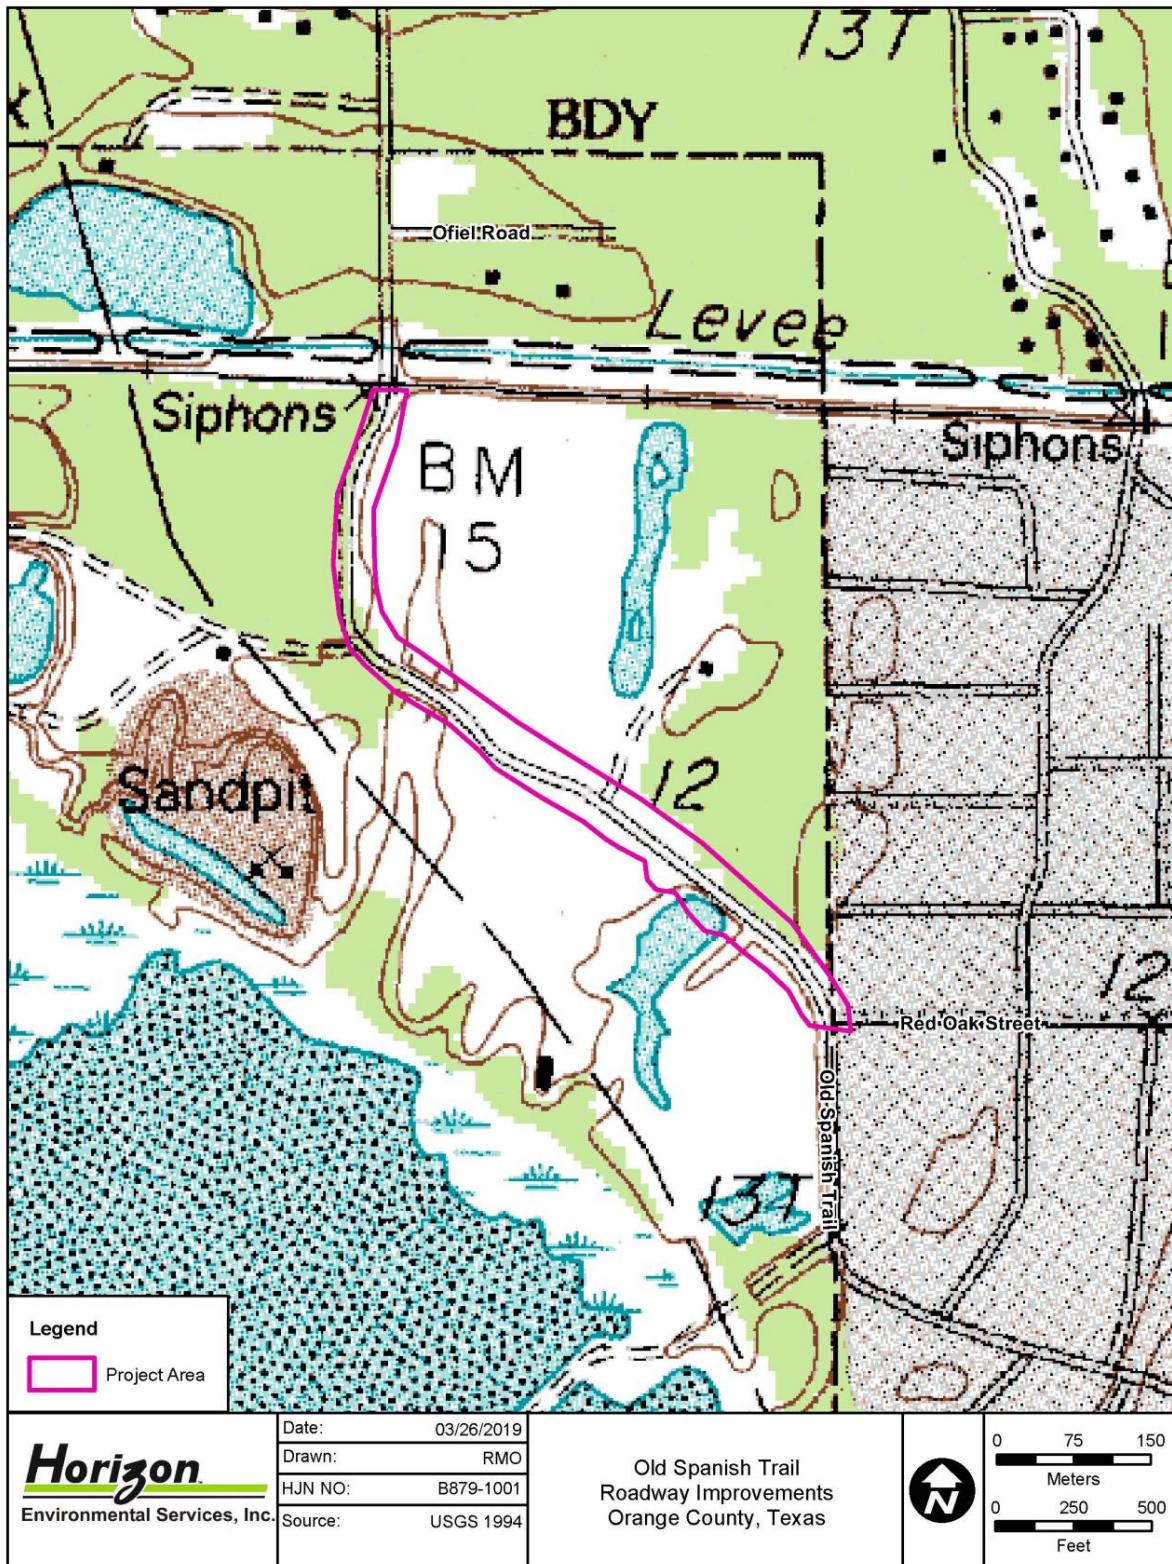 13T
BDY
Ofiel Road
Levee
Siphons
Siphons
BM
15
Sandpit
12
12
Red Oak Street
Old Spanish Trail
Legend
Project Area
Horizon
Environmental Services, Inc.
Date: 03/26/2019
Drawn: RMO
HJN NO: B879-1001
Source: USGS 1994
Old Spanish Trail
Roadway Improvements
Orange County, Texas
N
0 75 150
Meters
0 250 500
Feet